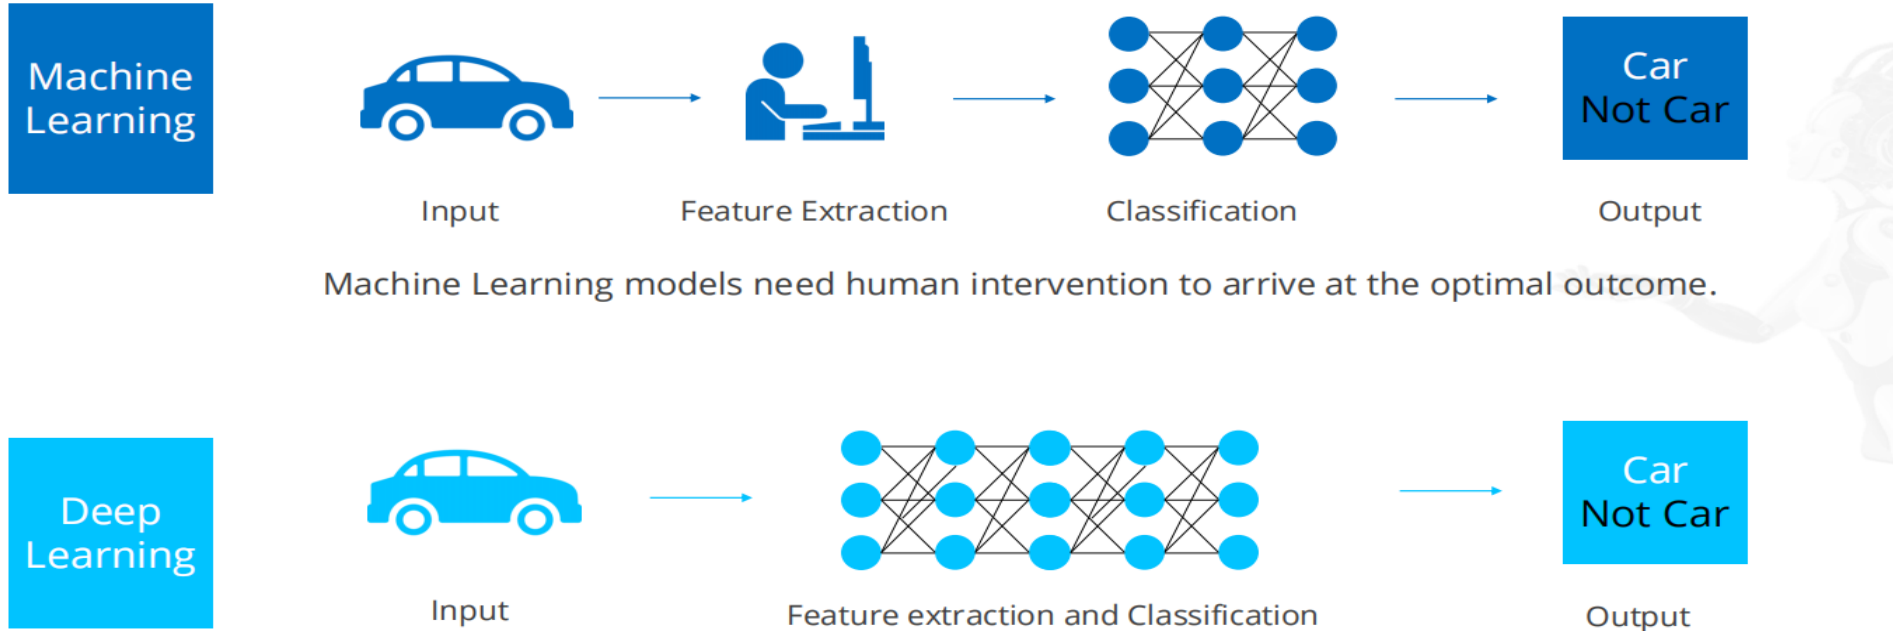 Machine
Learning
Car
Not Car
Input
Feature Extraction
Classification
Output
Machine Learning models need human intervention to arrive at the optimal outcome.
Deep
Learning
Car
Not Car
Input
Feature extraction and Classification
Output